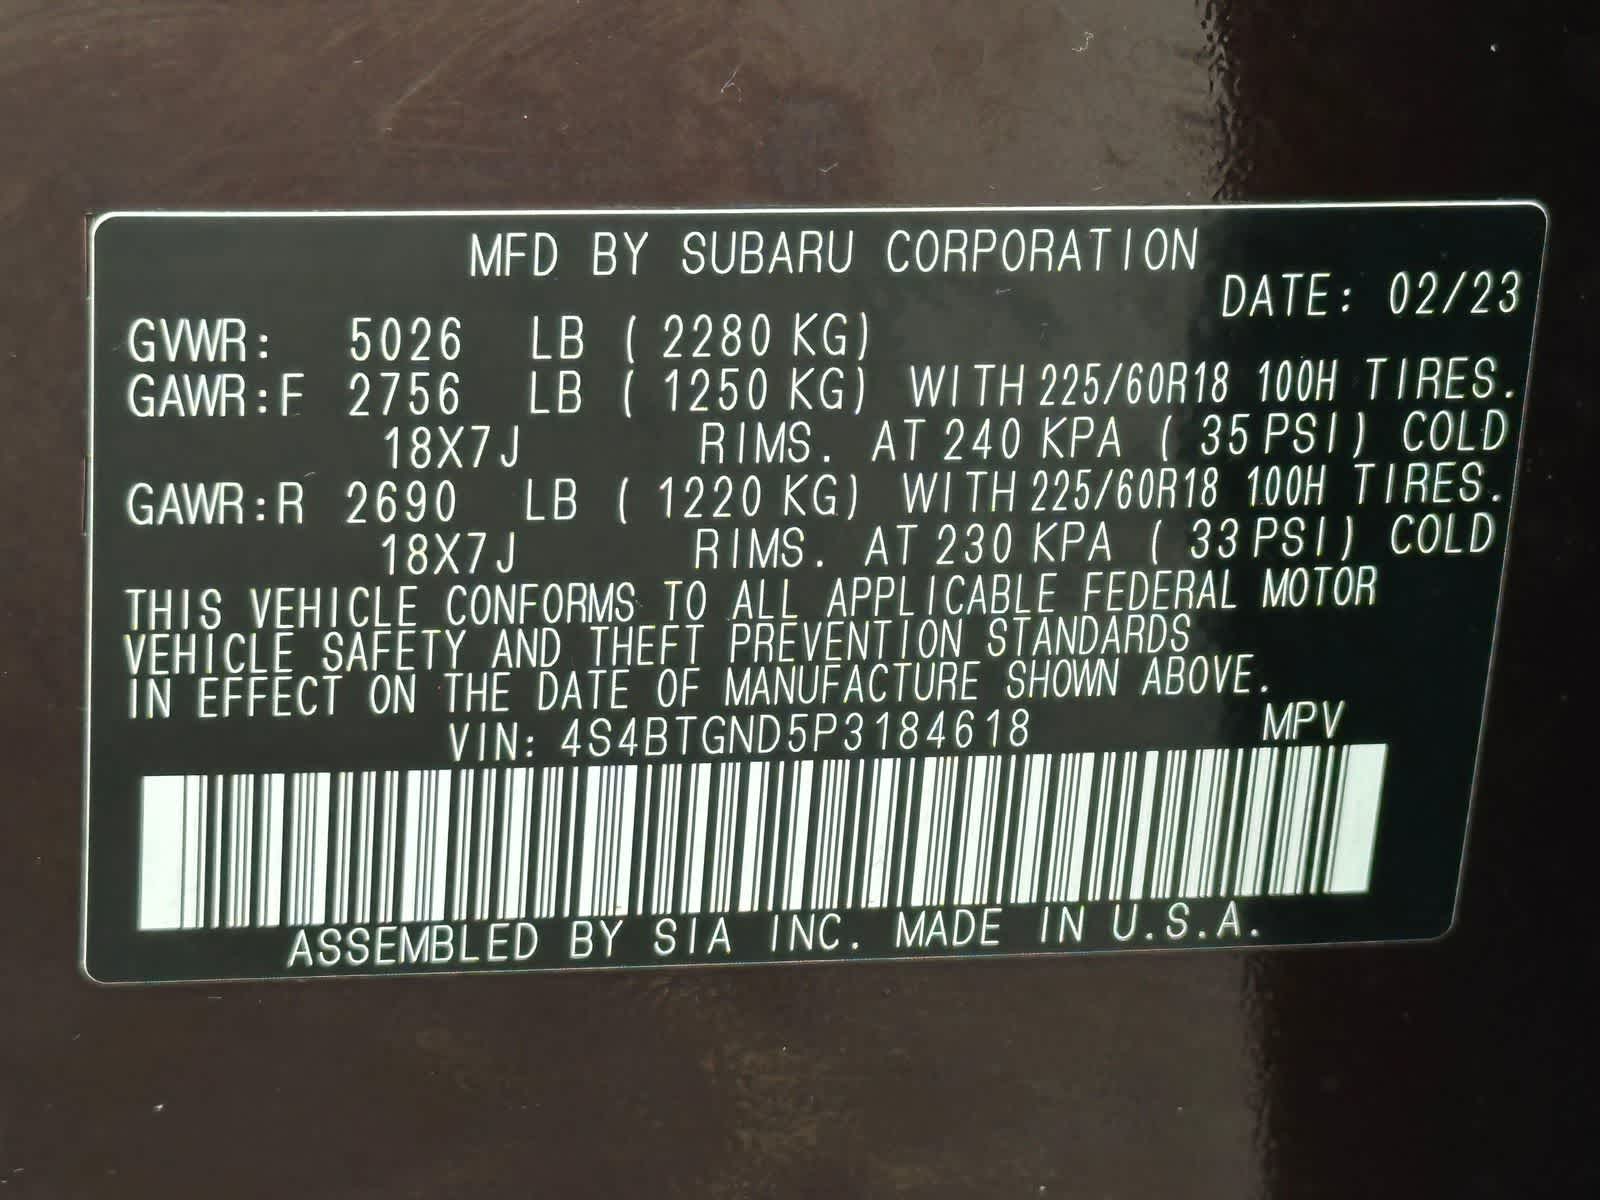 MFD BY SUBARU CORPORATION
DATE: 02/23
GVWR: 5026 LB ( 2280 KG)
GAWR:F 2756 LB ( 1250 KG) WITH 225/60R18 100H TIRES.
18X7J RIMS. AT 240 KPA ( 35 PSI) COLD
GAWR:R 2690 LB ( 1220 KG) WITH 225/60R18 100H TIRES.
18X7J RIMS. AT 230 KPA ( 33 PSI) COLD
THIS VEHICLE CONFORMS TO ALL APPLICABLE FEDERAL MOTOR
VEHICLE SAFETY AND THEFT PREVENTION STANDARDS
IN EFFECT ON THE DATE OF MANUFACTURE SHOWN ABOVE.
VIN: 4S4BTGND5P3184618 MPV
ASSEMBLED BY SIA INC. MADE IN U.S.A.